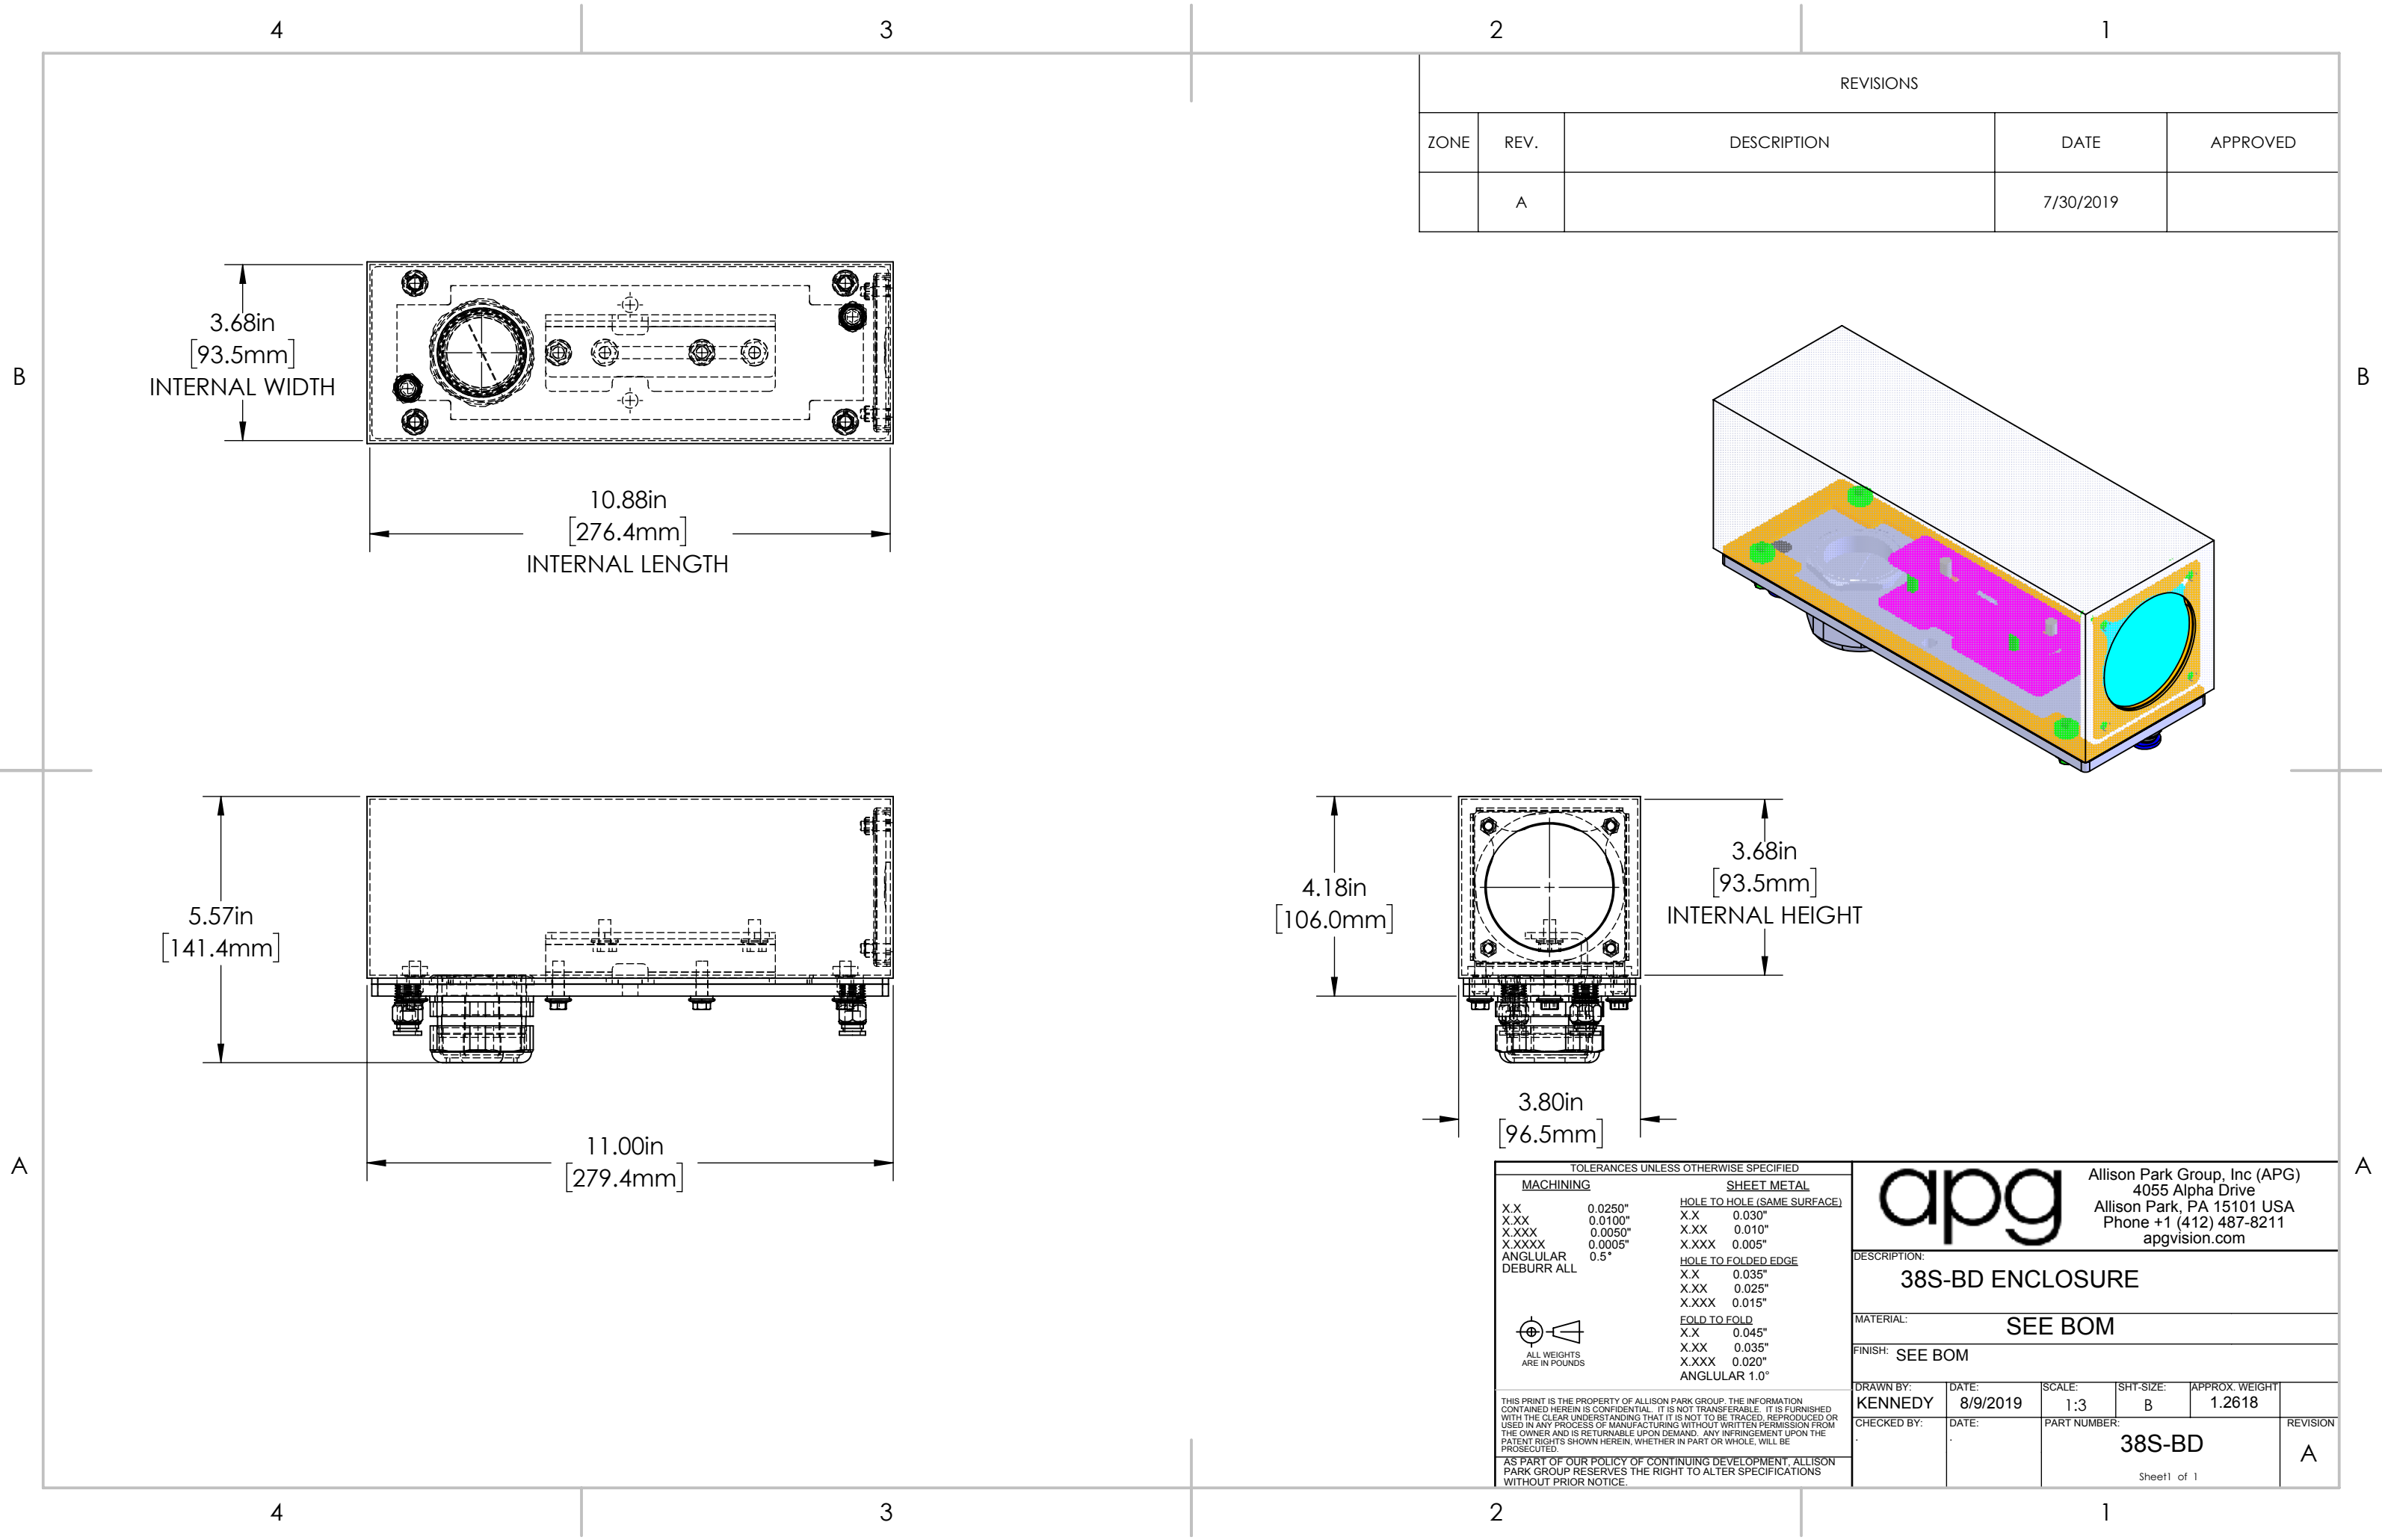 4
3
2
1
B
B
A
A
REVISIONS
ZONE
REV.
DESCRIPTION
DATE
APPROVED
A
7/30/2019
3.68in
[93.5mm]
INTERNAL WIDTH
10.88in
[276.4mm]
INTERNAL LENGTH
5.57in
[141.4mm]
11.00in
[279.4mm]
4.18in
[106.0mm]
3.68in
[93.5mm]
INTERNAL HEIGHT
3.80in
[96.5mm]
TOLERANCES UNLESS OTHERWISE SPECIFIED
MACHINING
X.X 0.0250"
X.XX 0.0100"
X.XXX 0.0050"
X.XXXX 0.0005"
ANGLULAR 0.5°
DEBURR ALL
ALL WEIGHTS
ARE IN POUNDS
SHEET METAL
HOLE TO HOLE (SAME SURFACE)
X.X 0.030"
X.XX 0.010"
X.XXX 0.005"
HOLE TO FOLDED EDGE
X.X 0.035"
X.XX 0.025"
X.XXX 0.015"
FOLD TO FOLD
X.X 0.045"
X.XX 0.035"
X.XXX 0.020"
ANGLULAR 1.0°
THIS PRINT IS THE PROPERTY OF ALLISON PARK GROUP. THE INFORMATION
CONTAINED HEREIN IS CONFIDENTIAL. IT IS NOT TRANSFERABLE. IT IS FURNISHED
WITH THE CLEAR UNDERSTANDING THAT IT IS NOT TO BE TRACED, REPRODUCED OR
USED IN ANY PROCESS OF MANUFACTURING WITHOUT WRITTEN PERMISSION FROM
THE OWNER AND IS RETURNABLE UPON DEMAND. ANY INFRINGEMENT UPON THE
PATENT RIGHTS SHOWN HEREIN, WHETHER IN PART OR WHOLE, WILL BE
PROSECUTED.
AS PART OF OUR POLICY OF CONTINUING DEVELOPMENT, ALLISON
PARK GROUP RESERVES THE RIGHT TO ALTER SPECIFICATIONS
WITHOUT PRIOR NOTICE.
apg
Allison Park Group, Inc (APG)
4055 Alpha Drive
Allison Park, PA 15101 USA
Phone +1 (412) 487-8211
apgvision.com
DESCRIPTION:
38S-BD ENCLOSURE
MATERIAL:
SEE BOM
FINISH: SEE BOM
DRAWN BY:
KENNEDY
DATE:
8/9/2019
SCALE:
1:3
SHT-SIZE:
B
APPROX. WEIGHT
1.2618
CHECKED BY:
.
DATE:
.
PART NUMBER:
38S-BD
Sheet1 of 1
REVISION
A
4
3
2
1